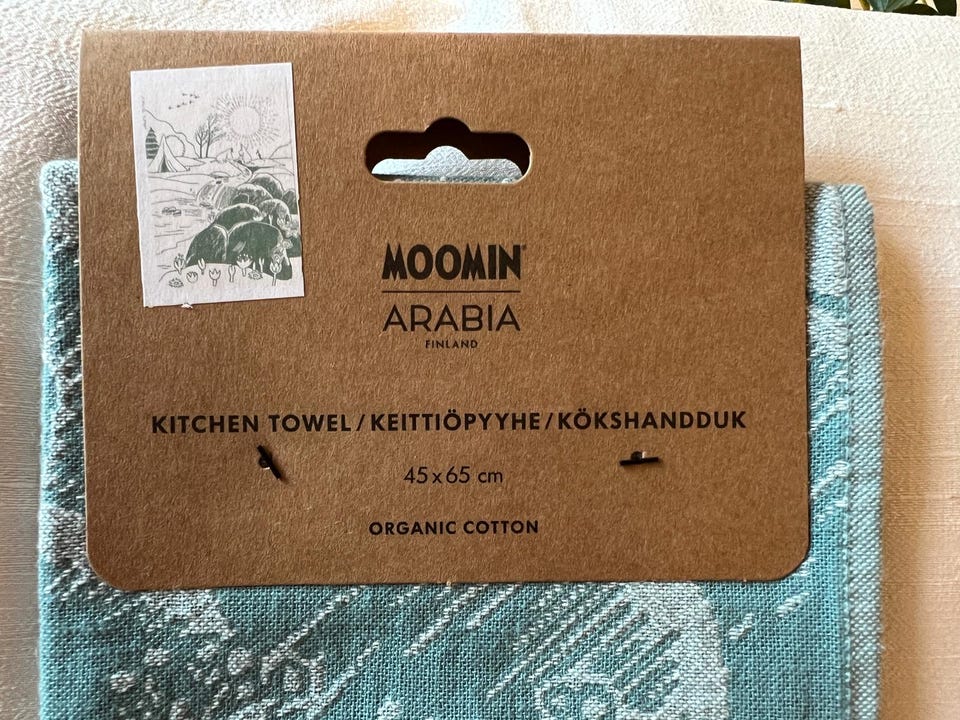 MOOMIN
ARABIA
FINLAND
KITCHEN TOWEL/KEITTIÖPYYHE/KÖKSHANDDUK
45 x 65 cm
ORGANIC COTTON